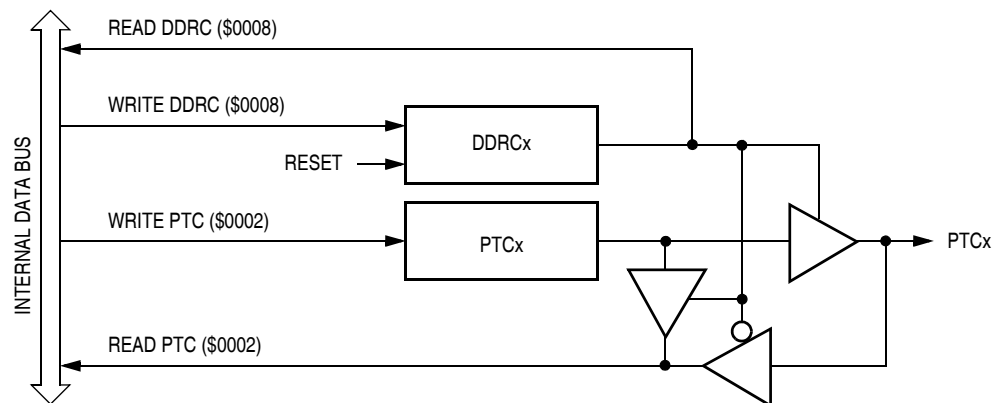 READ DDRC ($0008)
WRITE DDRC ($0008)
DDRCx
RESET
INTERNAL DATA BUS
WRITE PTC ($0002)
PTCx
PTCx
READ PTC ($0002)